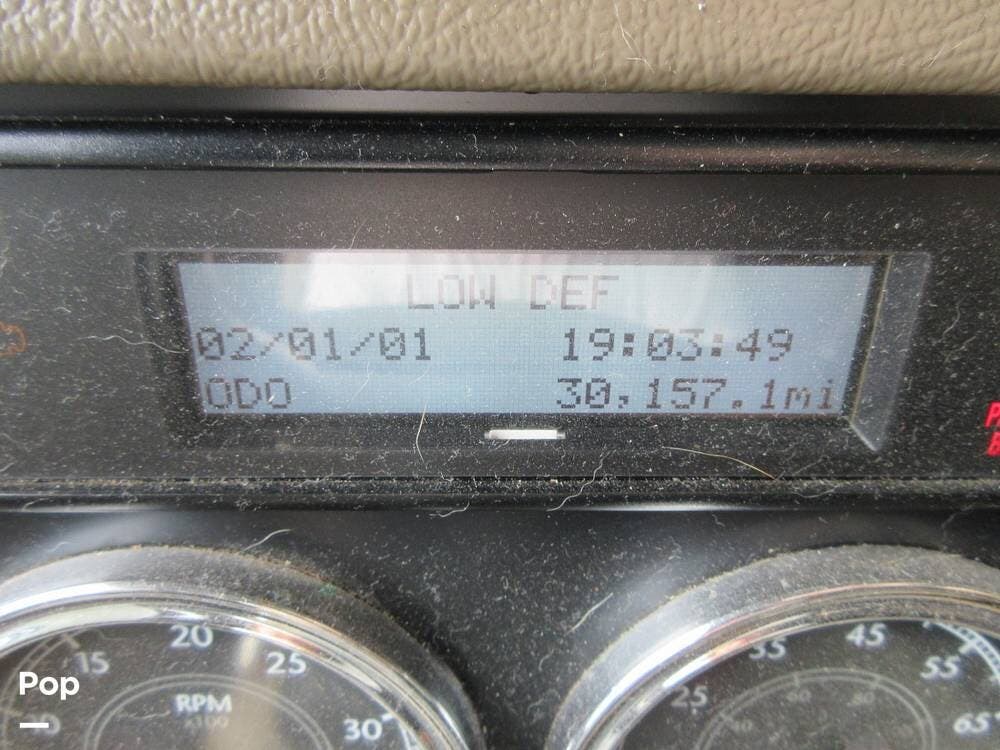 LOW DEF
02/01/01 19:03:49
ODO 30,157.1mi
15 20 25 30
RPM
x100
25 35 45 55 65
Pop